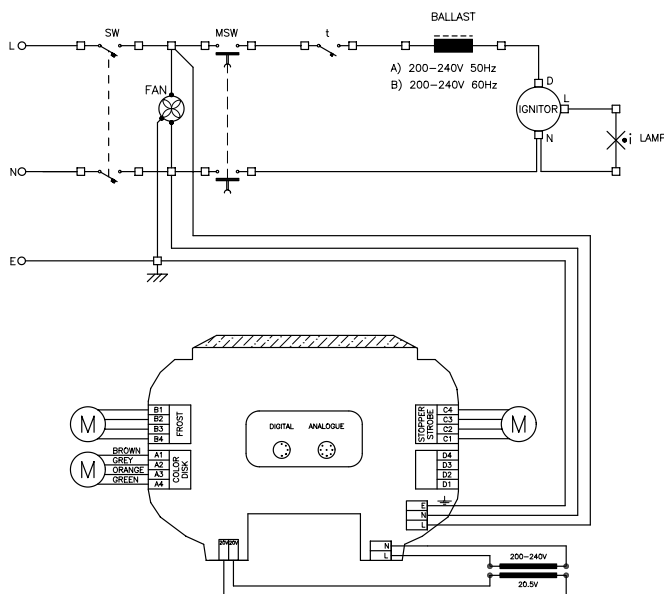 BALLAST
L SW MSW t
A) 200-240V 50Hz
B) 200-240V 60Hz
D
FAN
L
IGNITOR
i LAMP
N
N
E
B1
B2
B3
B4
FROST
M
BROWN A1
GREY A2
ORANGE A3
GREEN A4
COLOR
DISK
M
DIGITAL ANALOGUE
STOPPER
STROBE
C4
C3
C2
C1
M
D4
D3
D2
D1
E
N
L
20V 20V
N
L
200-240V
20.5V